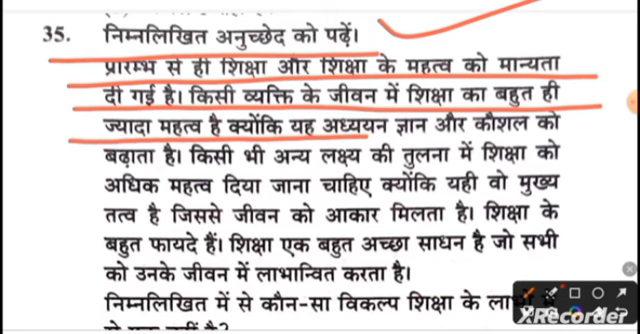 35. निम्नलिखित अनुच्छेद को पढ़ें।
प्रारम्भ से ही शिक्षा और शिक्षा के महत्व को मान्यता
दी गई है। किसी व्यक्ति के जीवन में शिक्षा का बहुत ही
ज्यादा महत्व है क्योंकि यह अध्ययन ज्ञान और कौशल को
बढ़ाता है। किसी भी अन्य लक्ष्य की तुलना में शिक्षा को
अधिक महत्व दिया जाना चाहिए क्योंकि यही वो मुख्य
तत्व है जिससे जीवन को आकार मिलता है। शिक्षा के
बहुत फायदे हैं। शिक्षा एक बहुत अच्छा साधन है जो सभी
को उनके जीवन में लाभान्वित करता है।
निम्नलिखित में से कौन-सा विकल्प शिक्षा के लाभों में
XRecorder